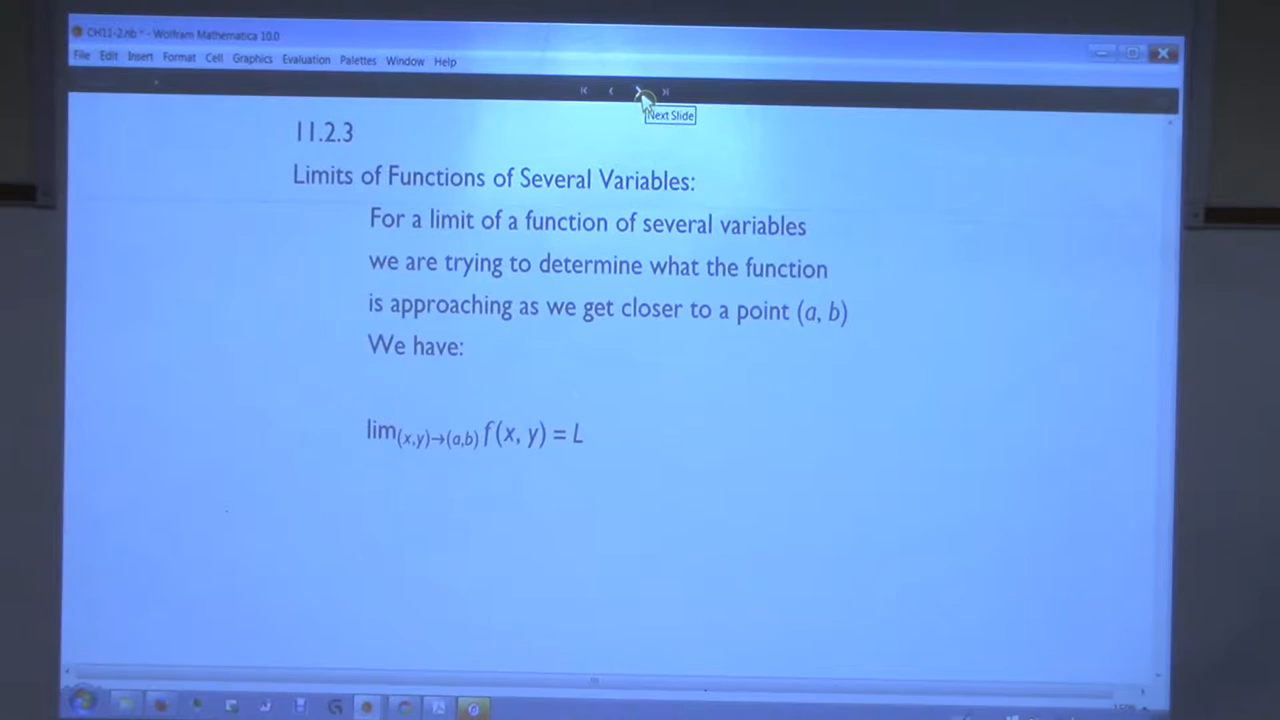 CH11-2.nb * - Wolfram Mathematica 10.0
File Edit Insert Format Cell Graphics Evaluation Palettes Window Help
Next Slide
11.2.3
Limits of Functions of Several Variables:
For a limit of a function of several variables
we are trying to determine what the function
is approaching as we get closer to a point (a, b)
We have:
lim(x,y)→(a,b) f(x, y) = L